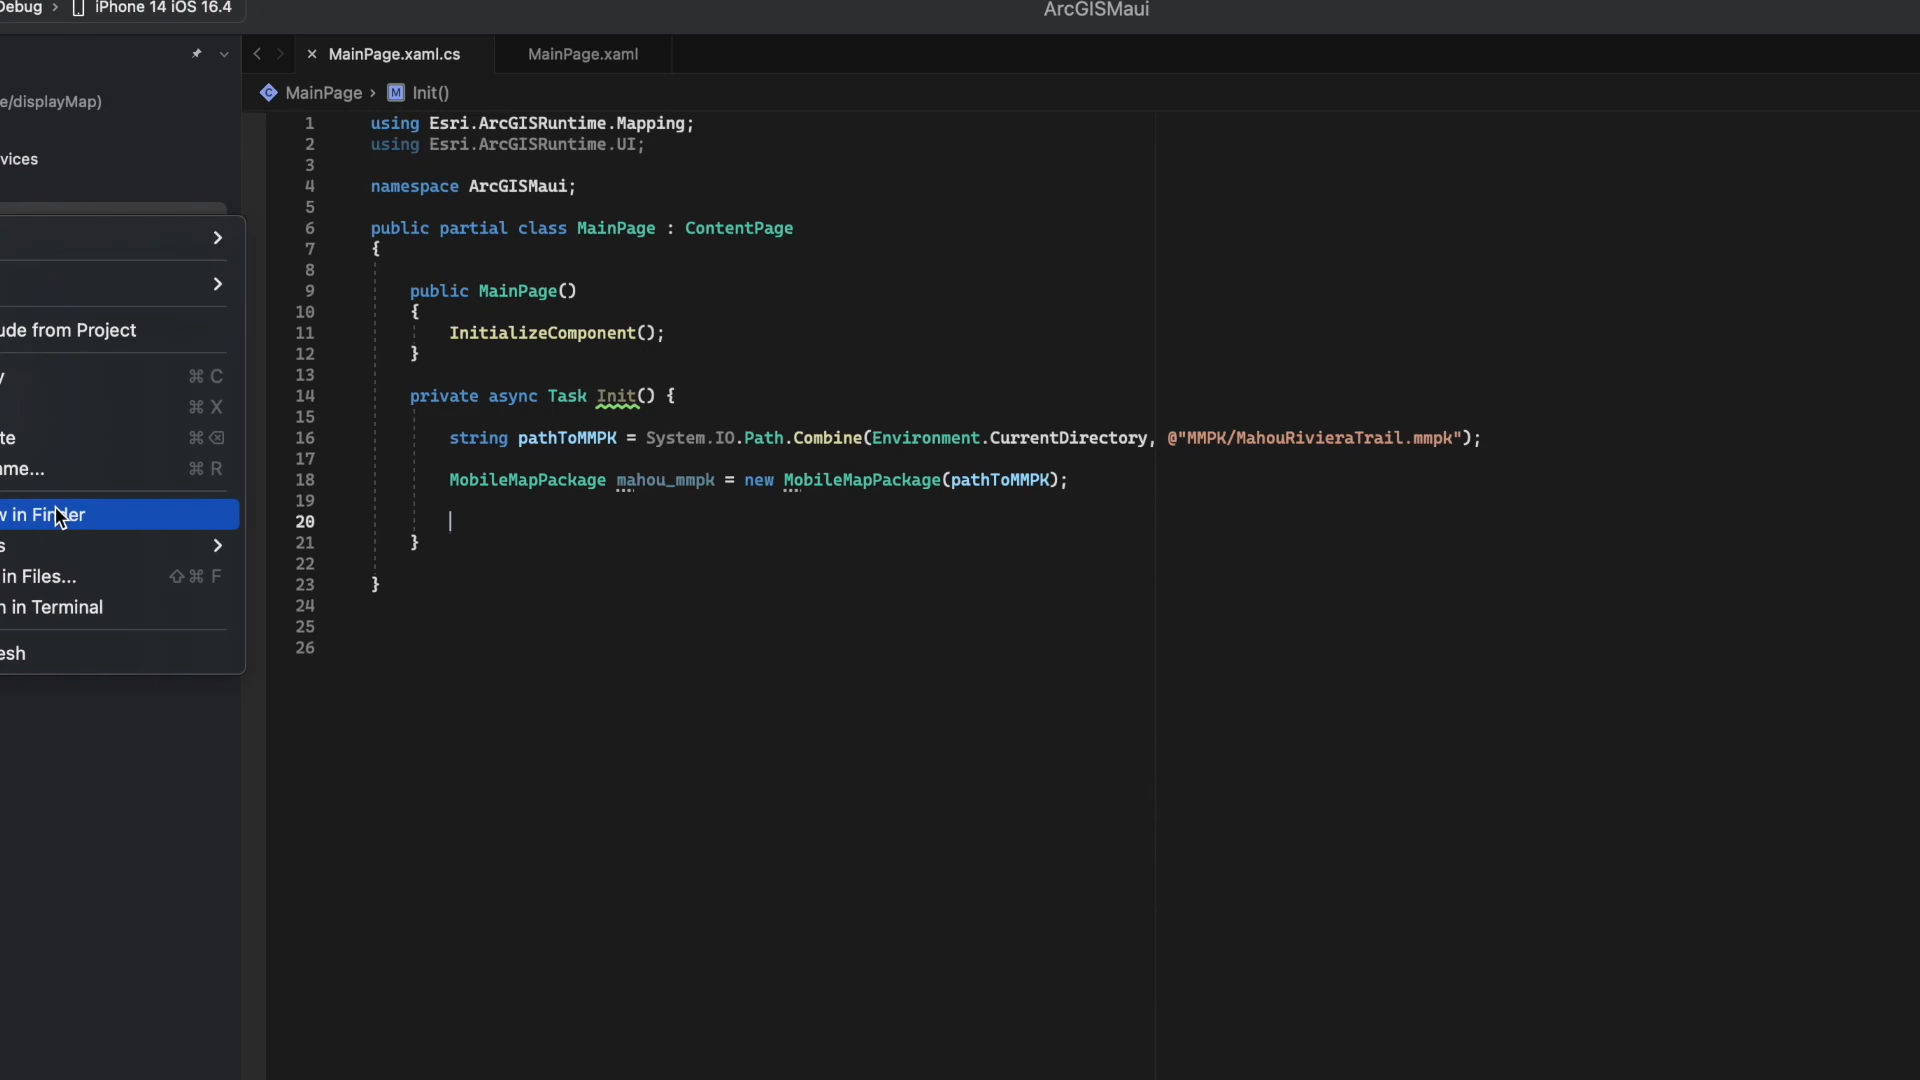 Debug > iPhone 14 iOS 16.4
ArcGISMaui
e/displayMap)
vices
ude from Project
y ⌘ C
⌘ X
te ⌘ ⌫
ame... ⌘ R
w in Finder
s
in Files... ⇧⌘ F
n in Terminal
esh
MainPage.xaml.cs
MainPage.xaml
MainPage > M Init()
1 using Esri.ArcGISRuntime.Mapping;
2 using Esri.ArcGISRuntime.UI;
3
4 namespace ArcGISMaui;
5
6 public partial class MainPage : ContentPage
7 {
8
9 public MainPage()
10 {
11 InitializeComponent();
12 }
13
14 private async Task Init() {
15
16 string pathToMMPK = System.IO.Path.Combine(Environment.CurrentDirectory, @"MMPK/MahouRivieraTrail.mmpk");
17
18 MobileMapPackage mahou_mmpk = new MobileMapPackage(pathToMMPK);
19
20
21 }
22
23 }
24
25
26